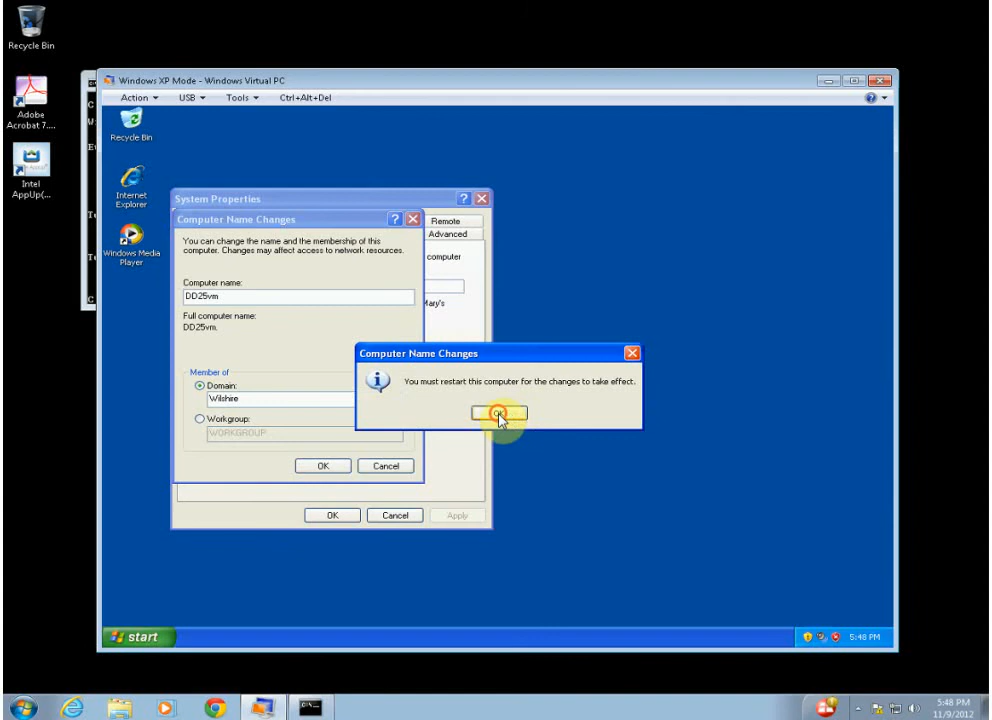 Recycle Bin
Adobe
Acrobat 7....
Intel
AppUp(...
Windows XP Mode - Windows Virtual PC
Action
USB
Tools
Ctrl+Alt+Del
Recycle Bin
Internet
Explorer
Windows Media
Player
System Properties
Remote
Advanced
computer
Mary's
Computer Name Changes
You can change the name and the membership of this
computer. Changes may affect access to network resources.
Computer name:
DD25vm
Full computer name:
DD25vm.
Member of
Domain:
Wilshire
Workgroup:
WORKGROUP
OK
Cancel
Computer Name Changes
You must restart this computer for the changes to take effect.
OK
Cancel
Apply
start
5:48 PM
5:48 PM
11/9/2012